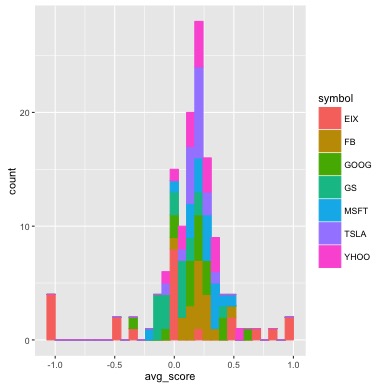 count
20
10
0
-1.0
-0.5
0.0
0.5
1.0
avg_score
symbol
EIX
FB
GOOG
GS
MSFT
TSLA
YHOO